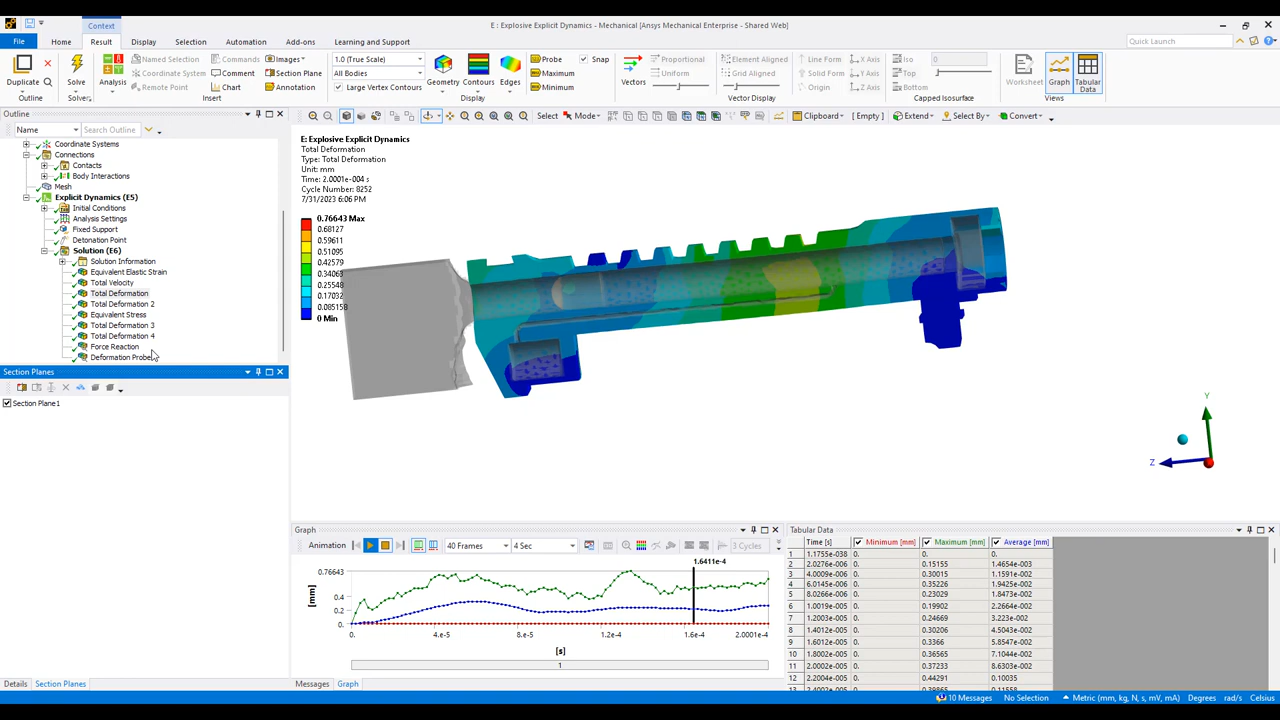 Context
E : Explosive Explicit Dynamics - Mechanical [Ansys Mechanical Enterprise - Shared Web]
File Home Result Display Selection Automation Add-ons Learning and Support Quick Launch
Duplicate
Outline
Solve
Solver
Analysis
Named Selection
Coordinate System
Remote Point
Commands
Comment
Chart
Images
Section Plane
Annotation
Insert
1.0 (True Scale)
All Bodies
Large Vertex Contours
Geometry Contours Edges
Display
Probe
Maximum
Minimum
Snap
Vectors
Proportional
Uniform
Element Aligned
Grid Aligned
Vector Display
Line Form
Solid Form
Origin
X Axis
Y Axis
Z Axis
Iso 0
Top
Bottom
Capped Isosurface
Worksheet Graph Tabular Data
Views
Outline
Name Search Outline
Select Mode Clipboard [ Empty ] Extend Select By Convert
Coordinate Systems
Connections
Contacts
Body Interactions
Mesh
Explicit Dynamics (E5)
Initial Conditions
Analysis Settings
Fixed Support
Detonation Point
Solution (E6)
Solution Information
Equivalent Elastic Strain
Total Velocity
Total Deformation
Total Deformation 2
Equivalent Stress
Total Deformation 3
Total Deformation 4
Force Reaction
Deformation Probe
Section Planes
Section Plane1
Details Section Planes
E: Explosive Explicit Dynamics
Total Deformation
Type: Total Deformation
Unit: mm
Time: 2.0001e-004 s
Cycle Number: 8252
7/31/2023 6:06 PM
0.76643 Max
0.68127
0.59611
0.51095
0.42579
0.34063
0.25548
0.17032
0.085158
0 Min
Y
Z
Graph
Animation 40 Frames 4 Sec 3 Cycles
1.6411e-4
0.76643
0.4
0.2
0.
[mm]
0. 4.e-5 8.e-5 1.2e-4 1.6e-4 2.0001e-4
[s]
1
Messages Graph
Tabular Data
Time [s] Minimum [mm] Maximum [mm] Average [mm]
1 1.1755e-038 0. 0. 0.
2 2.0276e-006 0. 0.15155 1.4654e-003
3 4.0009e-006 0. 0.30015 1.1591e-002
4 6.0145e-006 0. 0.35226 1.9425e-002
5 8.0266e-006 0. 0.23029 1.8473e-002
6 1.0019e-005 0. 0.19902 2.2664e-002
7 1.2003e-005 0. 0.24669 3.223e-002
8 1.4012e-005 0. 0.30206 4.5043e-002
9 1.6012e-005 0. 0.3366 5.8547e-002
10 1.8002e-005 0. 0.36565 7.1044e-002
11 2.0002e-005 0. 0.37233 8.6303e-002
12 2.2004e-005 0. 0.44291 0.10035
10 Messages No Selection Metric (mm, kg, N, s, mV, mA) Degrees rad/s Celsius